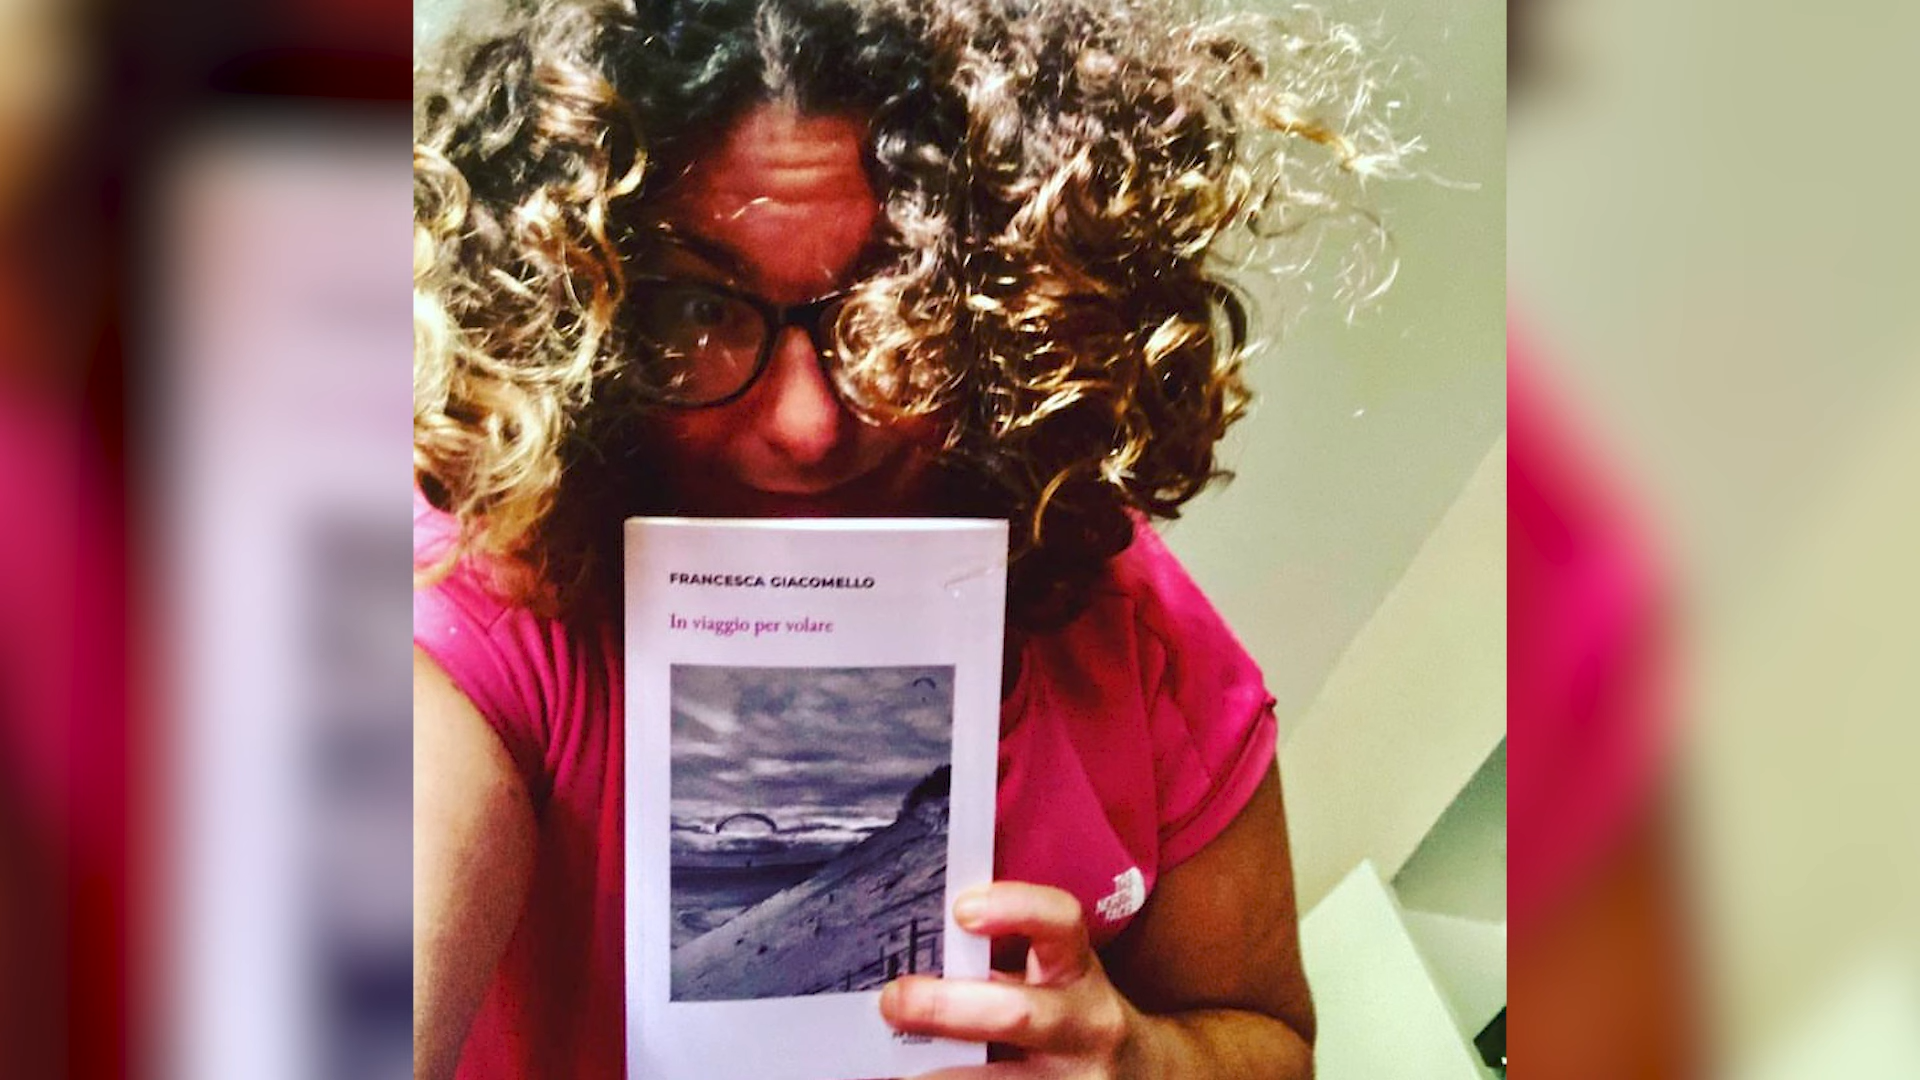 FRANCESCA GIACOMELLO
In viaggio per volare
THE
NORTH
FACE